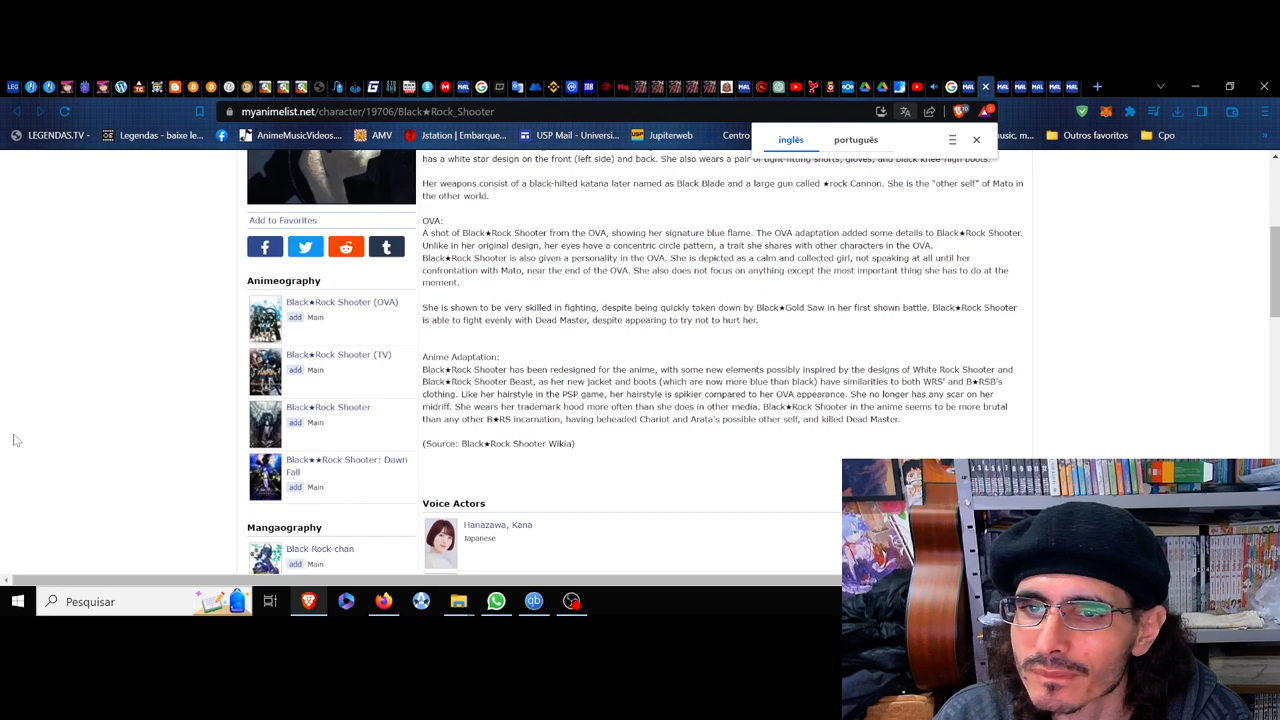 myanimelist.net/character/19706/Black★Rock_Shooter
LEGENDAS.TV -
Legendas - baixe le...
AnimeMusicVideos....
AMV
Jstation | Embarque...
USP Mail - Universi...
Jupiterweb
Centro
music, m...
Outros favoritos
Cpo
inglês
português
has a white star design on the front (left side) and back. She also wears a pair of tight-fitting shorts, gloves, and black knee-high boots.
Her weapons consist of a black-hilted katana later named as Black Blade and a large gun called ★rock Cannon. She is the "other self" of Mato in
the other world.
Add to Favorites
OVA:
A shot of Black★Rock Shooter from the OVA, showing her signature blue flame. The OVA adaptation added some details to Black★Rock Shooter.
Unlike in her original design, her eyes have a concentric circle pattern, a trait she shares with other characters in the OVA.
Black★Rock Shooter is also given a personality in the OVA. She is depicted as a calm and collected girl, not speaking at all until her
confrontation with Mato, near the end of the OVA. She also does not focus on anything except the most important thing she has to do at the
moment.
She is shown to be very skilled in fighting, despite being quickly taken down by Black★Gold Saw in her first shown battle. Black★Rock Shooter
is able to fight evenly with Dead Master, despite appearing to try not to hurt her.
Anime Adaptation:
Black★Rock Shooter has been redesigned for the anime, with some new elements possibly inspired by the designs of White Rock Shooter and
Black★Rock Shooter Beast, as her new jacket and boots (which are now more blue than black) have similarities to both WRS' and B★RSB's
clothing. Like her hairstyle in the PSP game, her hairstyle is spikier compared to her OVA appearance. She no longer has any scar on her
midriff. She wears her trademark hood more often than she does in other media. Black★Rock Shooter in the anime seems to be more brutal
than any other B★RS incarnation, having beheaded Chariot and Arata's possible other self, and killed Dead Master.
(Source: Black★Rock Shooter Wikia)
Animeography
Black★Rock Shooter (OVA)
add Main
Black★Rock Shooter (TV)
add Main
Black★Rock Shooter
add Main
Black★★Rock Shooter: Dawn
Fall
add Main
Mangaography
Black Rock-chan
add Main
Voice Actors
Hanazawa, Kana
Japanese
Pesquisar